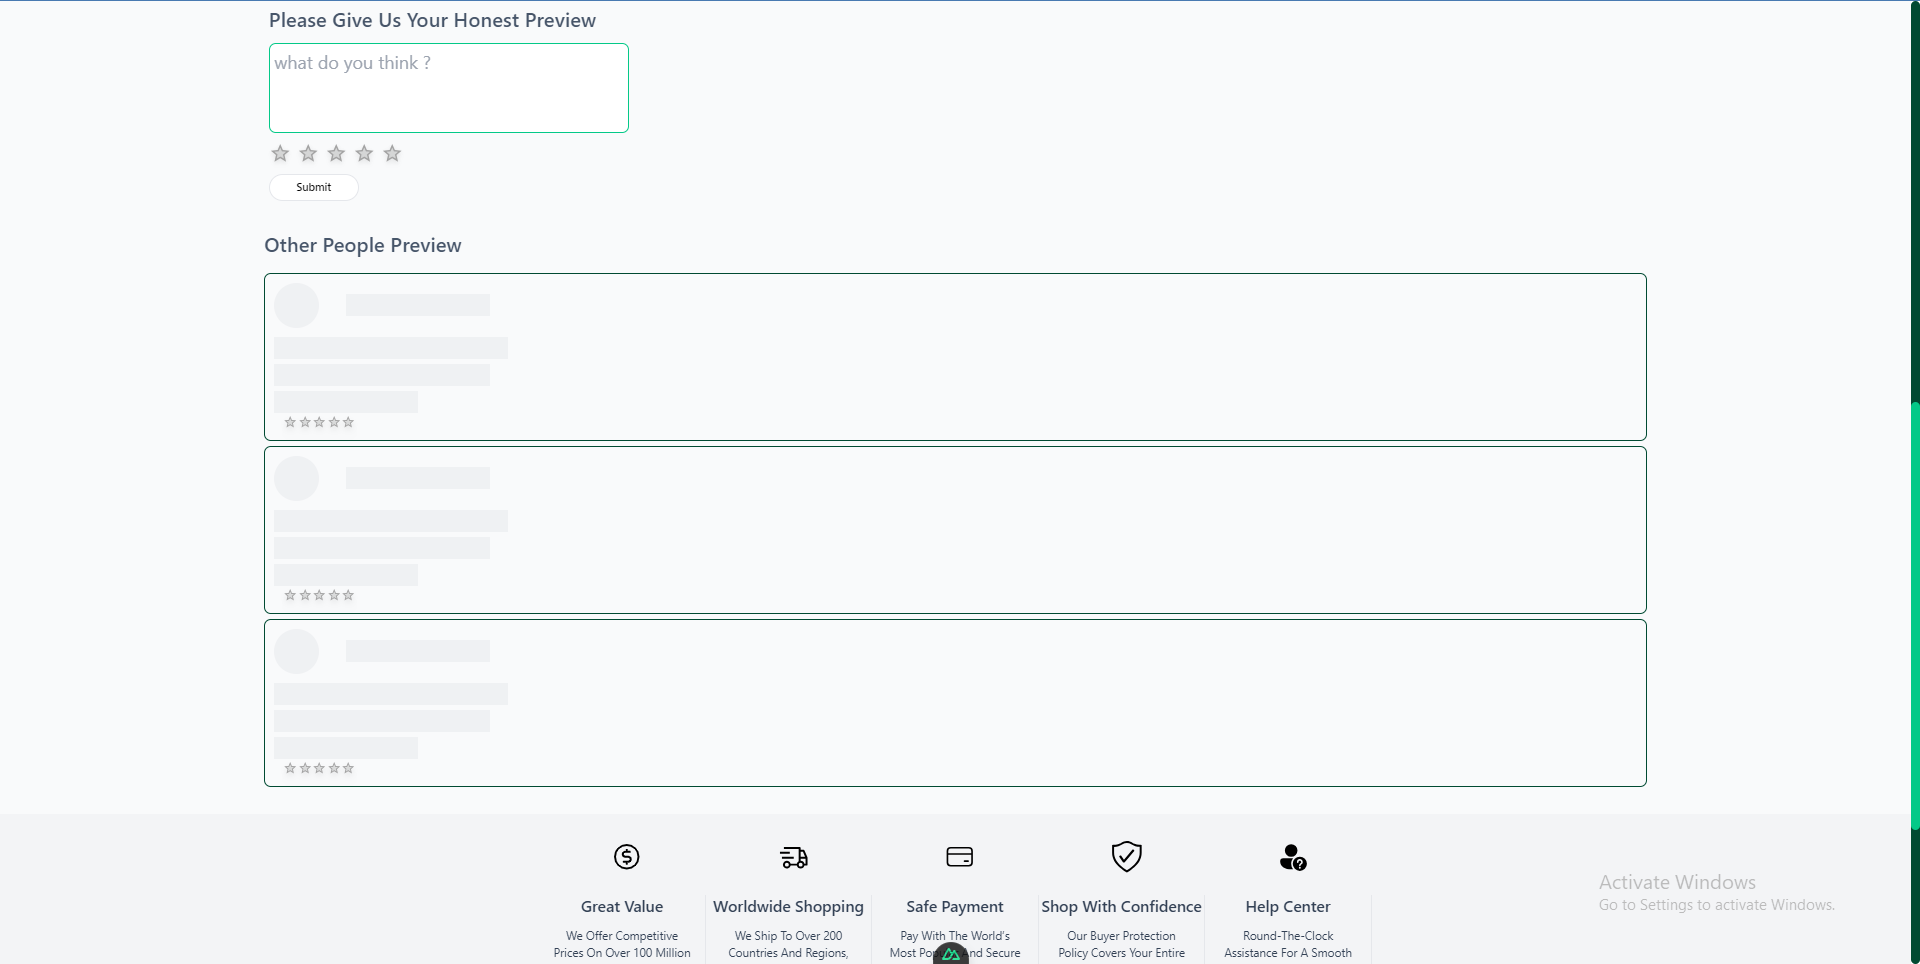 Please Give Us Your Honest Preview
what do you think ?
Submit
Other People Preview
Great Value
We Offer Competitive
Prices On Over 100 Million
Worldwide Shopping
We Ship To Over 200
Countries And Regions,
Safe Payment
Pay With The World's
Most And Secure
Shop With Confidence
Our Buyer Protection
Policy Covers Your Entire
Help Center
Round-The-Clock
Assistance For A Smooth
Activate Windows
Go to Settings to activate Windows.